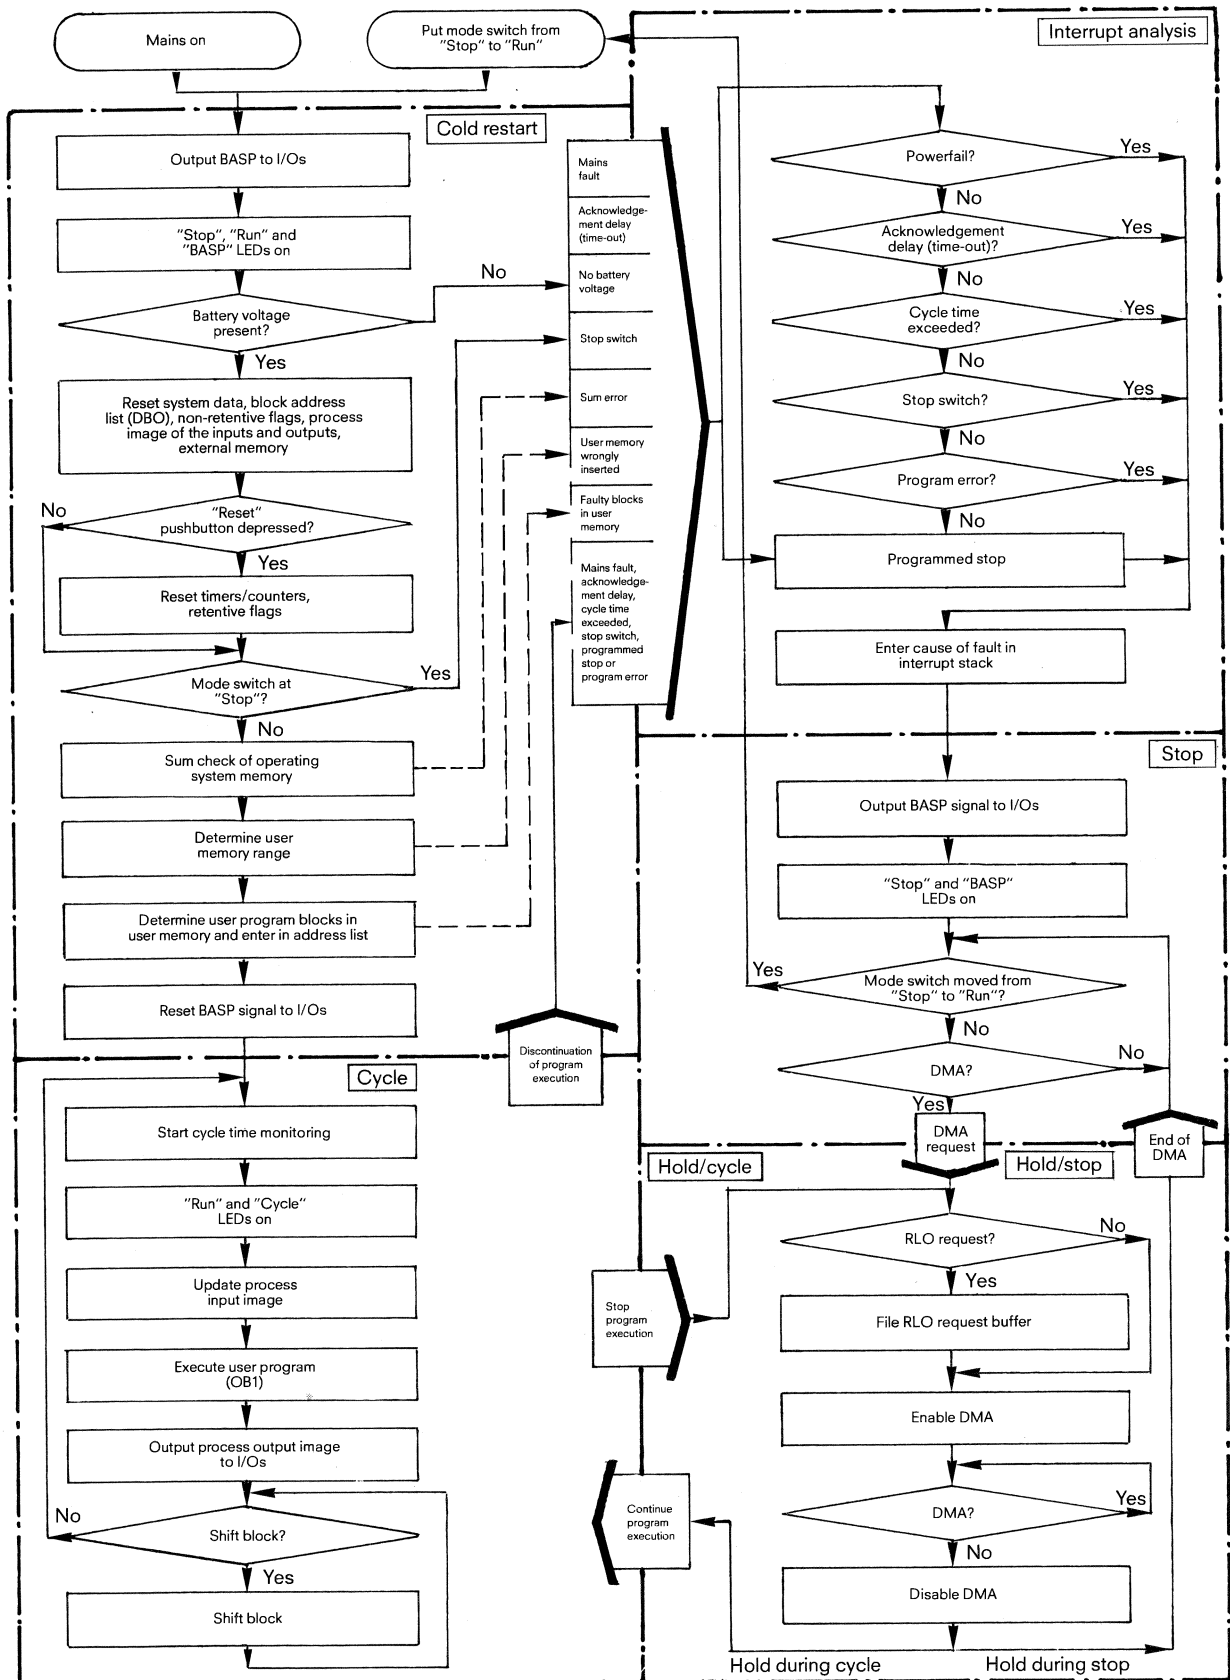 Mains on
Put mode switch from
"Stop" to "Run"
Interrupt analysis
Cold restart
Output BASP to I/Os
"Stop", "Run" and
"BASP" LEDs on
No
Battery voltage
present?
Yes
Reset system data, block address
list (DBO), non-retentive flags, process
image of the inputs and outputs,
external memory
No
"Reset"
pushbutton depressed?
Yes
Reset timers/counters,
retentive flags
Mode switch at
"Stop"?
Yes
No
Sum check of operating
system memory
Determine user
memory range
Determine user program blocks in
user memory and enter in address list
Reset BASP signal to I/Os
Mains
fault
Acknowledge-
ment delay
(time-out)
No battery
voltage
Stop switch
Sum error
User memory
wrongly
inserted
Faulty blocks
in user
memory
Mains fault,
acknowledge-
ment delay,
cycle time
exceeded,
stop switch,
programmed
stop or
program error
Discontinuation
of program
execution
Cycle
Start cycle time monitoring
"Run" and "Cycle"
LEDs on
Update process
input image
Execute user program
(OB1)
Output process output image
to I/Os
No
Shift block?
Yes
Shift block
Powerfail?
Yes
No
Acknowledgement
delay (time-out)?
Yes
No
Cycle time
exceeded?
Yes
No
Stop switch?
Yes
No
Program error?
Yes
No
Programmed stop
Enter cause of fault in
interrupt stack
Stop
Output BASP signal to I/Os
"Stop" and "BASP"
LEDs on
Yes
Mode switch moved from
"Stop" to "Run"?
No
DMA?
No
Yes
DMA
request
End of
DMA
Hold/cycle
Hold/stop
RLO request?
No
Yes
File RLO request buffer
Stop
program
execution
Enable DMA
DMA?
Yes
No
Continue
program
execution
Disable DMA
Hold during cycle
Hold during stop